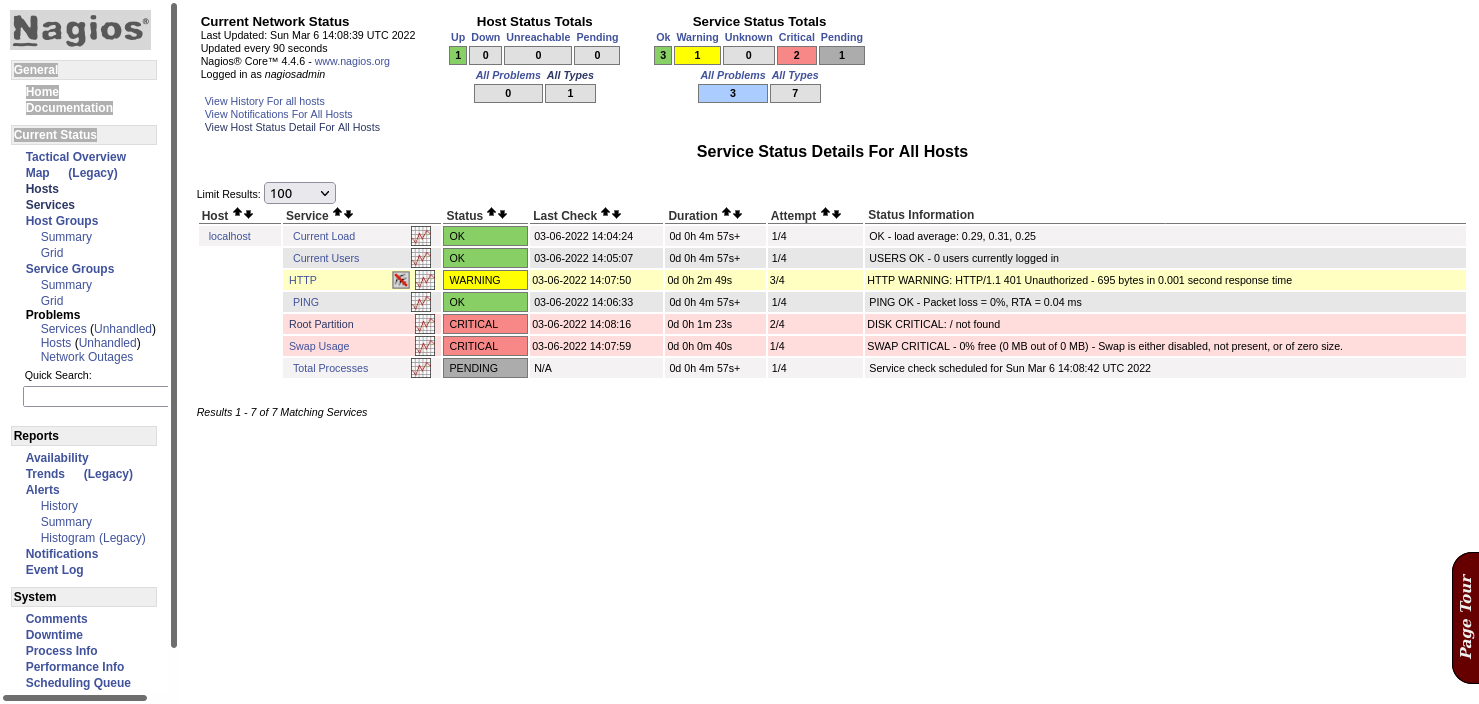 Nagios®
General
Home
Documentation
Current Status
Tactical Overview
Map (Legacy)
Hosts
Services
Host Groups
Summary
Grid
Service Groups
Summary
Grid
Problems
Services (Unhandled)
Hosts (Unhandled)
Network Outages
Quick Search:
Reports
Availability
Trends (Legacy)
Alerts
History
Summary
Histogram (Legacy)
Notifications
Event Log
System
Comments
Downtime
Process Info
Performance Info
Scheduling Queue
Current Network Status
Last Updated: Sun Mar 6 14:08:39 UTC 2022
Updated every 90 seconds
Nagios® Core™ 4.4.6 - www.nagios.org
Logged in as nagiosadmin
View History For all hosts
View Notifications For All Hosts
View Host Status Detail For All Hosts
Host Status Totals
Up Down Unreachable Pending
1 0 0 0
All Problems All Types
0 1
Service Status Totals
Ok Warning Unknown Critical Pending
3 1 0 2 1
All Problems All Types
3 7
Service Status Details For All Hosts
Limit Results: 100
Host Service Status Last Check Duration Attempt Status Information
localhost Current Load OK 03-06-2022 14:04:24 0d 0h 4m 57s+ 1/4 OK - load average: 0.29, 0.31, 0.25
Current Users OK 03-06-2022 14:05:07 0d 0h 4m 57s+ 1/4 USERS OK - 0 users currently logged in
HTTP WARNING 03-06-2022 14:07:50 0d 0h 2m 49s 3/4 HTTP WARNING: HTTP/1.1 401 Unauthorized - 695 bytes in 0.001 second response time
PING OK 03-06-2022 14:06:33 0d 0h 4m 57s+ 1/4 PING OK - Packet loss = 0%, RTA = 0.04 ms
Root Partition CRITICAL 03-06-2022 14:08:16 0d 0h 1m 23s 2/4 DISK CRITICAL: / not found
Swap Usage CRITICAL 03-06-2022 14:07:59 0d 0h 0m 40s 1/4 SWAP CRITICAL - 0% free (0 MB out of 0 MB) - Swap is either disabled, not present, or of zero size.
Total Processes PENDING N/A 0d 0h 4m 57s+ 1/4 Service check scheduled for Sun Mar 6 14:08:42 UTC 2022
Results 1 - 7 of 7 Matching Services
Page Tour